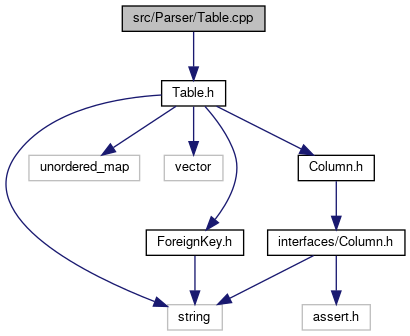 src/Parser/Table.cpp
Table.h
unordered_map
vector
Column.h
ForeignKey.h
interfaces/Column.h
string
assert.h